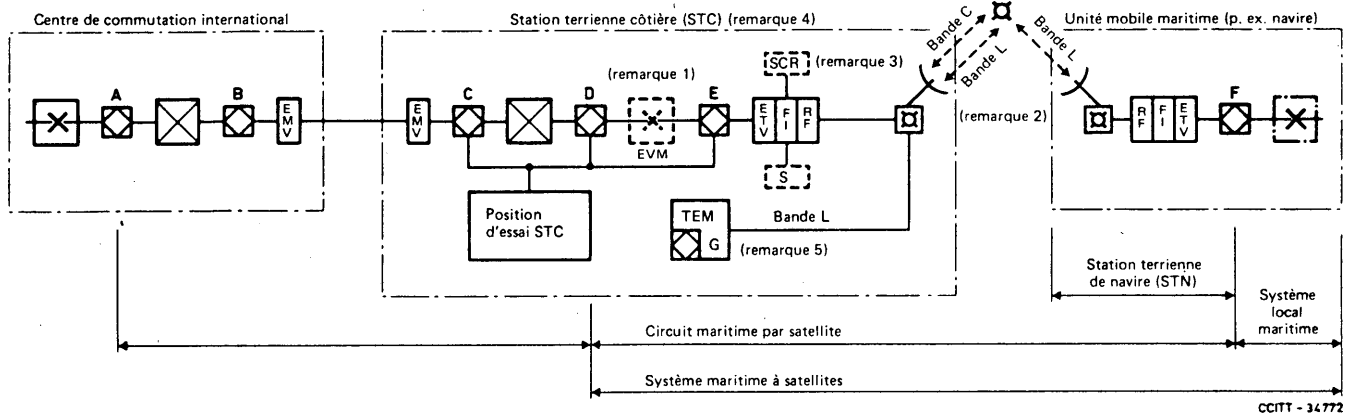 Centre de commutation international
Station terrienne côtière (STC) (remarque 4)
Unité mobile maritime (p. ex. navire)
Bande C
Bande L
Bande L
A
B
EMV
EMV
C
D
(remarque 1)
EVM
E
SCR
(remarque 3)
ETV
FI
RF
S
(remarque 2)
RF
FI
ETV
F
Position
d'essai STC
TEM
G
Bande L
(remarque 5)
Station terrienne
de navire (STN)
Système
local
maritime
Circuit maritime par satellite
Système maritime à satellites
CCITT - 34772